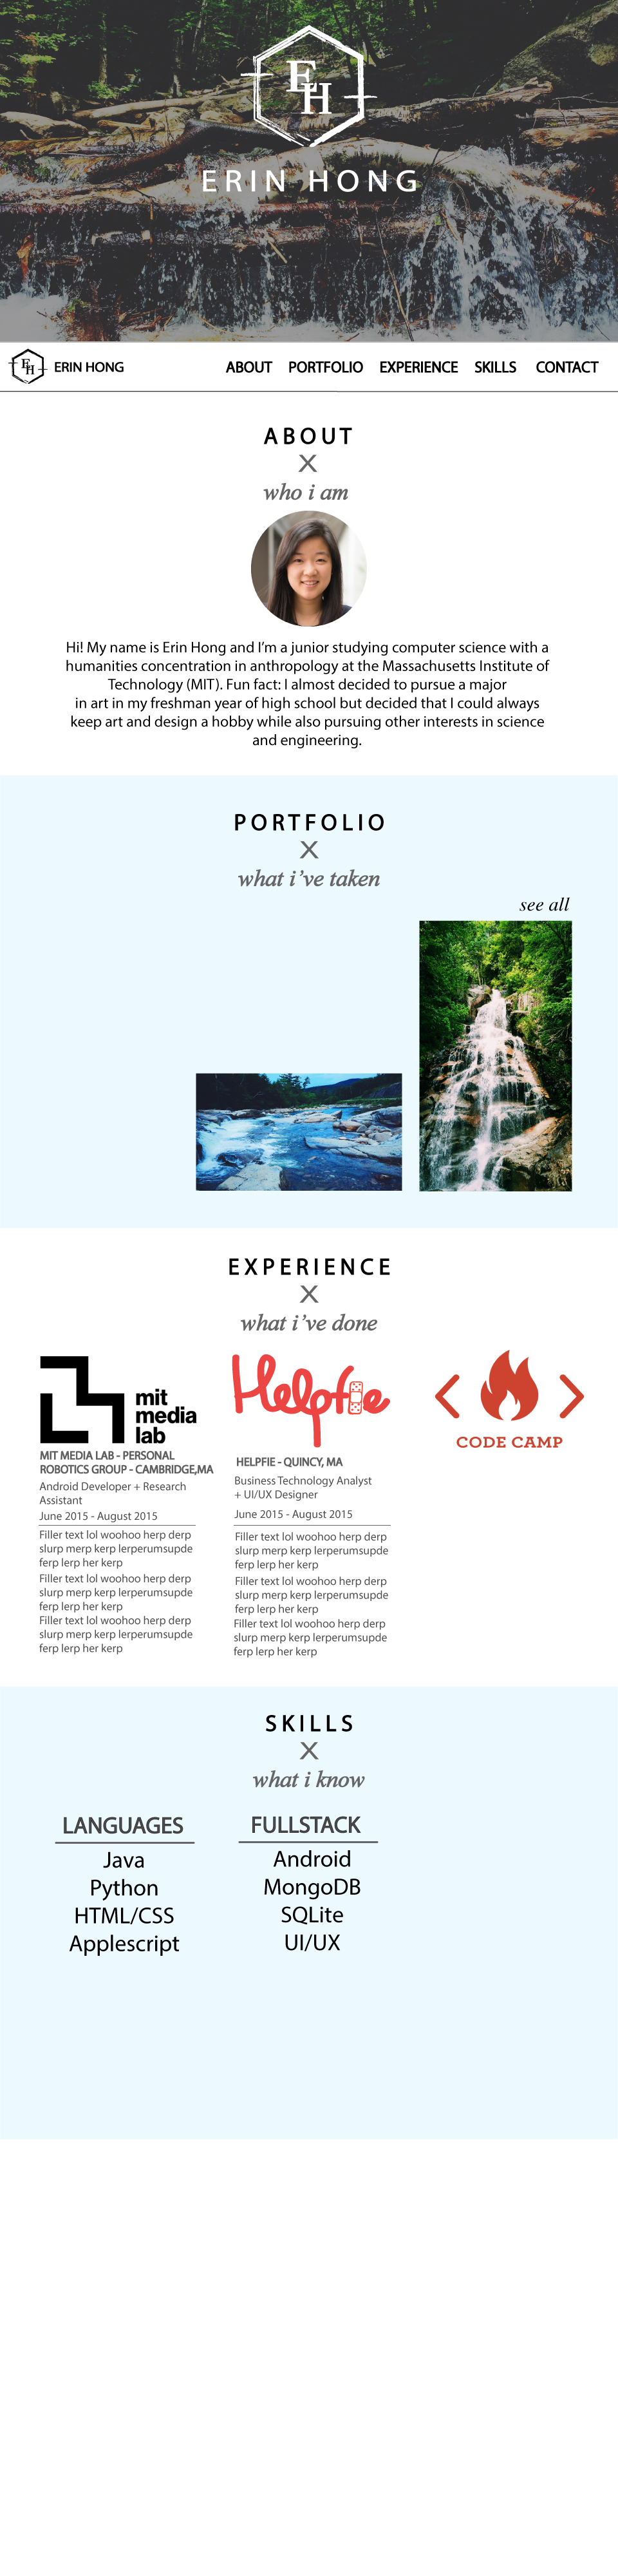 EH
ERIN HONG
EH ERIN HONG ABOUT PORTFOLIO EXPERIENCE SKILLS CONTACT
ABOUT
X
who i am
Hi! My name is Erin Hong and I'm a junior studying computer science with a
humanities concentration in anthropology at the Massachusetts Institute of
Technology (MIT). Fun fact: I almost decided to pursue a major
in art in my freshman year of high school but decided that I could always
keep art and design a hobby while also pursuing other interests in science
and engineering.
PORTFOLIO
X
what i've taken
see all
EXPERIENCE
X
what i've done
mit
media
lab
MIT MEDIA LAB - PERSONAL
ROBOTICS GROUP - CAMBRIDGE,MA
Android Developer + Research
Assistant
June 2015 - August 2015
Filler text lol woohoo herp derp
slurp merp kerp lerperumsupde
ferp lerp her kerp
Filler text lol woohoo herp derp
slurp merp kerp lerperumsupde
ferp lerp her kerp
Filler text lol woohoo herp derp
slurp merp kerp lerperumsupde
ferp lerp her kerp
Helpfie
HELPFIE - QUINCY, MA
Business Technology Analyst
+ UI/UX Designer
June 2015 - August 2015
Filler text lol woohoo herp derp
slurp merp kerp lerperumsupde
ferp lerp her kerp
Filler text lol woohoo herp derp
slurp merp kerp lerperumsupde
ferp lerp her kerp
Filler text lol woohoo herp derp
slurp merp kerp lerperumsupde
ferp lerp her kerp
CODE CAMP
SKILLS
X
what i know
LANGUAGES
Java
Python
HTML/CSS
Applescript
FULLSTACK
Android
MongoDB
SQLite
UI/UX